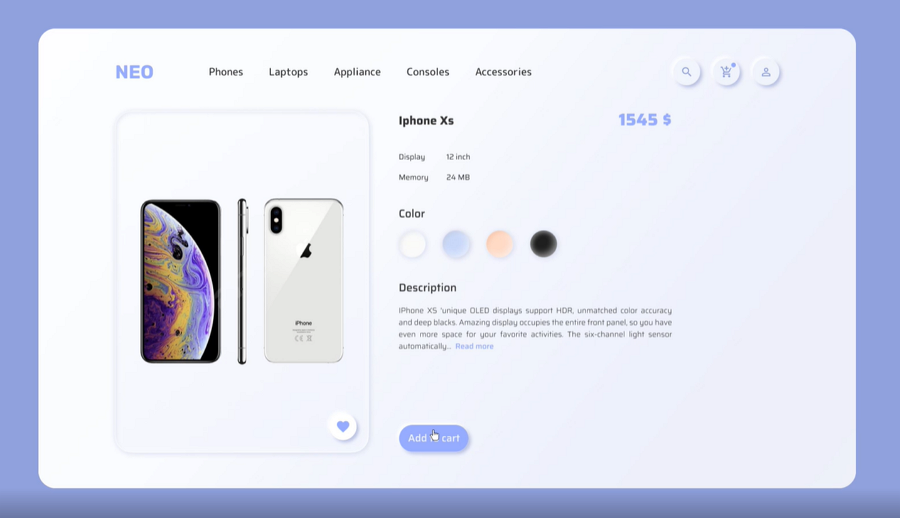 NEO
Phones
Laptops
Appliance
Consoles
Accessories
Iphone Xs
1545 $
Display 12 inch
Memory 24 MB
Color
Description
IPhone XS 'unique OLED displays support HDR, unmatched color accuracy
and deep blacks. Amazing display occupies the entire front panel, so you have
even more space for your favorite activities. The six-channel light sensor
automatically... Read more
iPhone
Add to cart